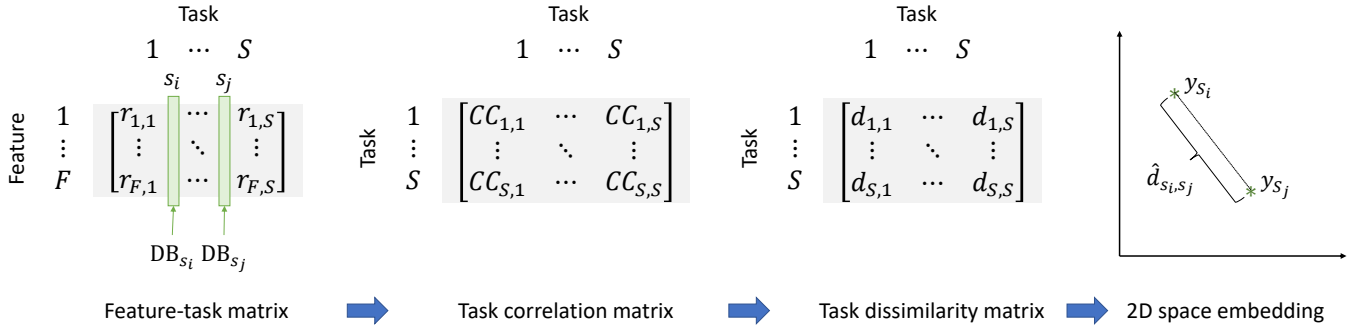 Task
1 ⋯ S
s_i s_j
Feature
1
⋮
F
r_{1,1} ⋯ r_{1,S}
⋮ ⋱ ⋮
r_{F,1} ⋯ r_{F,S}
DB_{s_i} DB_{s_j}
Feature-task matrix
Task
1 ⋯ S
Task
1
⋮
S
CC_{1,1} ⋯ CC_{1,S}
⋮ ⋱ ⋮
CC_{S,1} ⋯ CC_{S,S}
Task correlation matrix
Task
1 ⋯ S
Task
1
⋮
S
d_{1,1} ⋯ d_{1,S}
⋮ ⋱ ⋮
d_{S,1} ⋯ d_{S,S}
Task dissimilarity matrix
y_{S_i}
d̂_{s_i,s_j}
y_{S_j}
2D space embedding